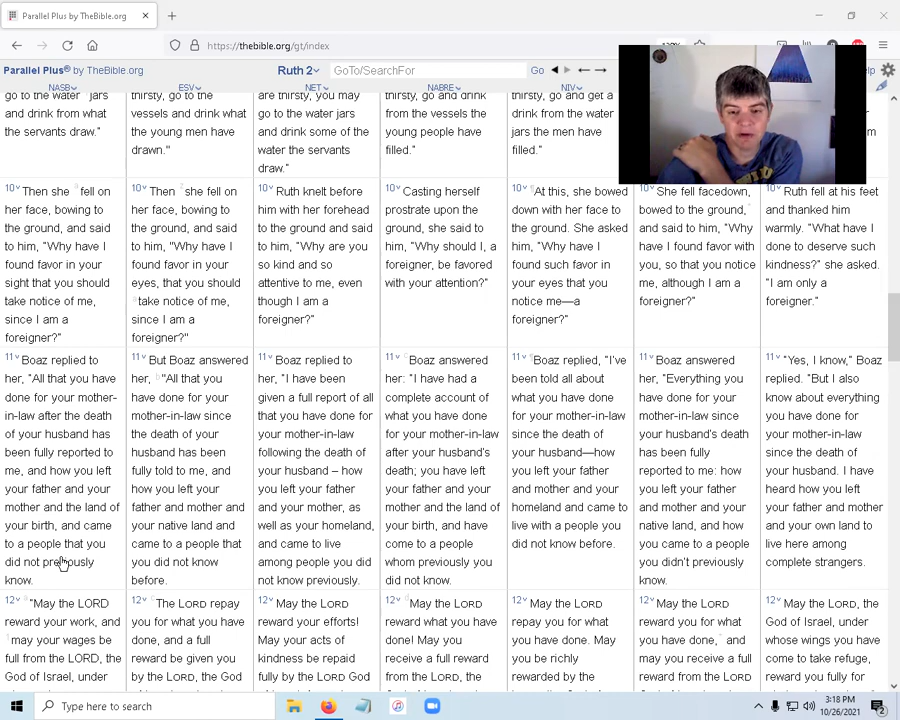 Parallel Plus by TheBible.org
https://thebible.org/gt/index
Parallel Plus® by TheBible.org
Ruth 2
GoTo/SearchFor
Go
NASB
ESV
NET
NABRE
NIV
go to the water jars
and drink from what
the servants draw."
thirsty, go to the
vessels and drink what
the young men have
drawn."
are thirsty, you may
go to the water jars
and drink some of
the water the servants
draw."
thirsty, go and drink
from the vessels the
young people have
filled."
thirsty, go and get a
drink from the water
jars the men have
filled."
10 Then she fell on
her face, bowing to
the ground, and said
to him, "Why have I
found favor in your
sight that you should
take notice of me,
since I am a
foreigner?"
10 Then she fell on
her face, bowing to
the ground, and said
to him, "Why have I
found favor in your
eyes, that you should
take notice of me,
since I am a
foreigner?"
10 Ruth knelt before
him with her forehead
to the ground and said
to him, "Why are you
so kind and so
attentive to me, even
though I am a
foreigner?"
10 Casting herself
prostrate upon the
ground, she said to
him, "Why should I, a
foreigner, be favored
with your attention?"
10 At this, she bowed
down with her face to
the ground. She asked
him, "Why have I
found such favor in
your eyes that you
notice me—a
foreigner?"
10 She fell facedown,
bowed to the ground,
and said to him, "Why
have I found favor with
you, so that you notice
me, although I am a
foreigner?"
10 Ruth fell at his feet
and thanked him
warmly. "What have I
done to deserve such
kindness?" she asked.
"I am only a
foreigner."
11 Boaz replied to
her, "All that you have
done for your mother-
in-law after the death
of your husband has
been fully reported to
me, and how you left
your father and your
mother and the land of
your birth, and came
to a people that you
did not previously
know.
11 But Boaz answered
her, "All that you
have done for your
mother-in-law since
the death of your
husband has been
fully told to me, and
how you left your
father and mother and
your native land and
came to a people that
you did not know
before.
11 Boaz replied to
her, "I have been
given a full report of all
that you have done for
your mother-in-law
following the death of
your husband – how
you left your father
and your mother, as
well as your homeland,
and came to live
among people you did
not know previously.
11 Boaz answered
her: "I have had a
complete account of
what you have done
for your mother-in-law
after your husband's
death; you have left
your father and your
mother and the land of
your birth, and have
come to a people
whom previously you
did not know.
11 Boaz replied, "I've
been told all about
what you have done
for your mother-in-law
since the death of
your husband—how
you left your father
and mother and your
homeland and came to
live with a people you
did not know before.
11 Boaz answered
her, "Everything you
have done for your
mother-in-law since
your husband's death
has been fully
reported to me: how
you left your father
and mother and your
native land, and how
you came to a people
you didn't previously
know.
11 "Yes, I know," Boaz
replied. "But I also
know about everything
you have done for
your mother-in-law
since the death of
your husband. I have
heard how you left
your father and mother
and your own land to
live here among
complete strangers.
12 "May the LORD
reward your work, and
may your wages be
full from the LORD, the
God of Israel, under
12 The LORD repay
you for what you have
done, and a full
reward be given you
by the LORD, the God
12 May the LORD
reward your efforts!
May your acts of
kindness be repaid
fully by the LORD God
12 May the LORD
reward what you have
done! May you
receive a full reward
from the LORD, the
12 May the LORD
repay you for what
you have done. May
you be richly
rewarded by the
12 May the LORD
reward you for what
you have done, and
may you receive a full
reward from the LORD
12 May the LORD, the
God of Israel, under
whose wings you have
come to take refuge,
reward you fully for
Type here to search
3:18 PM
10/26/2021
2